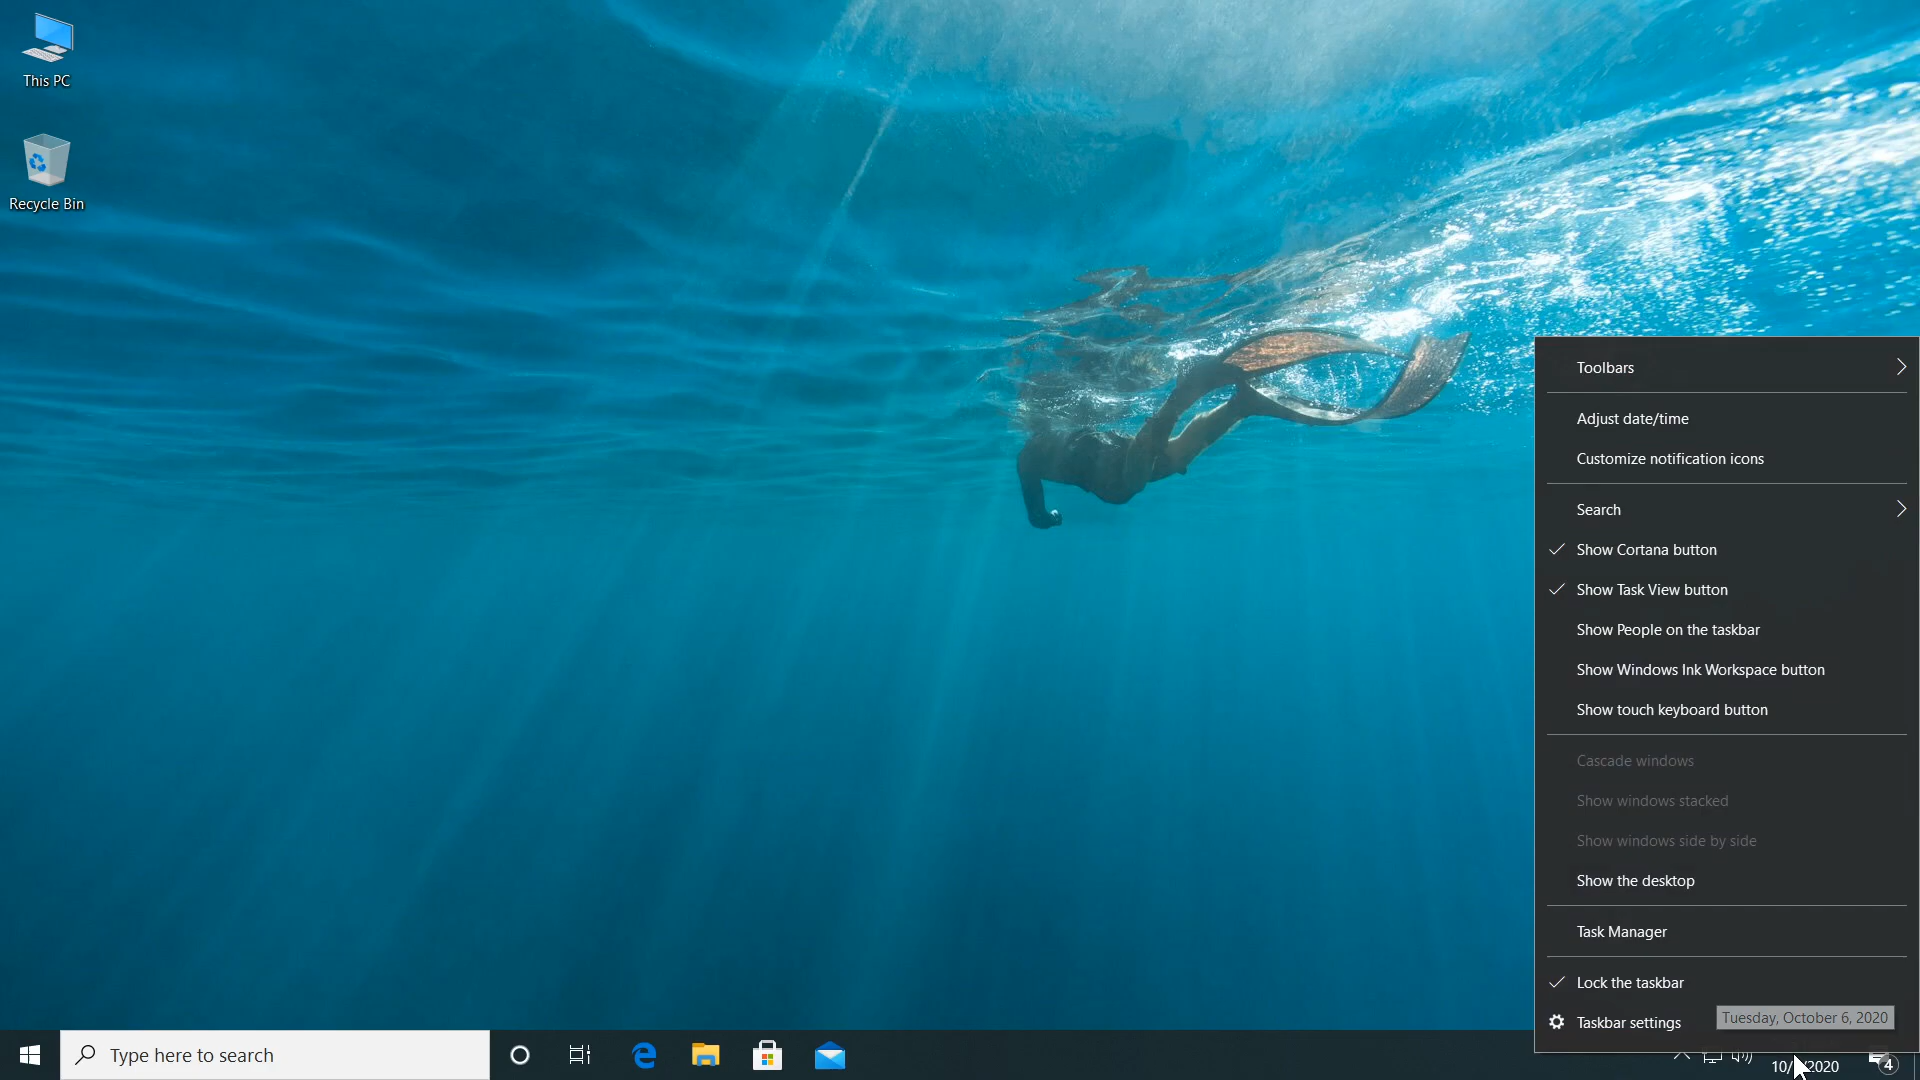 This PC
Recycle Bin
Toolbars
Adjust date/time
Customize notification icons
Search
Show Cortana button
Show Task View button
Show People on the taskbar
Show Windows Ink Workspace button
Show touch keyboard button
Cascade windows
Show windows stacked
Show windows side by side
Show the desktop
Task Manager
Lock the taskbar
Taskbar settings
Tuesday, October 6, 2020
Type here to search
4